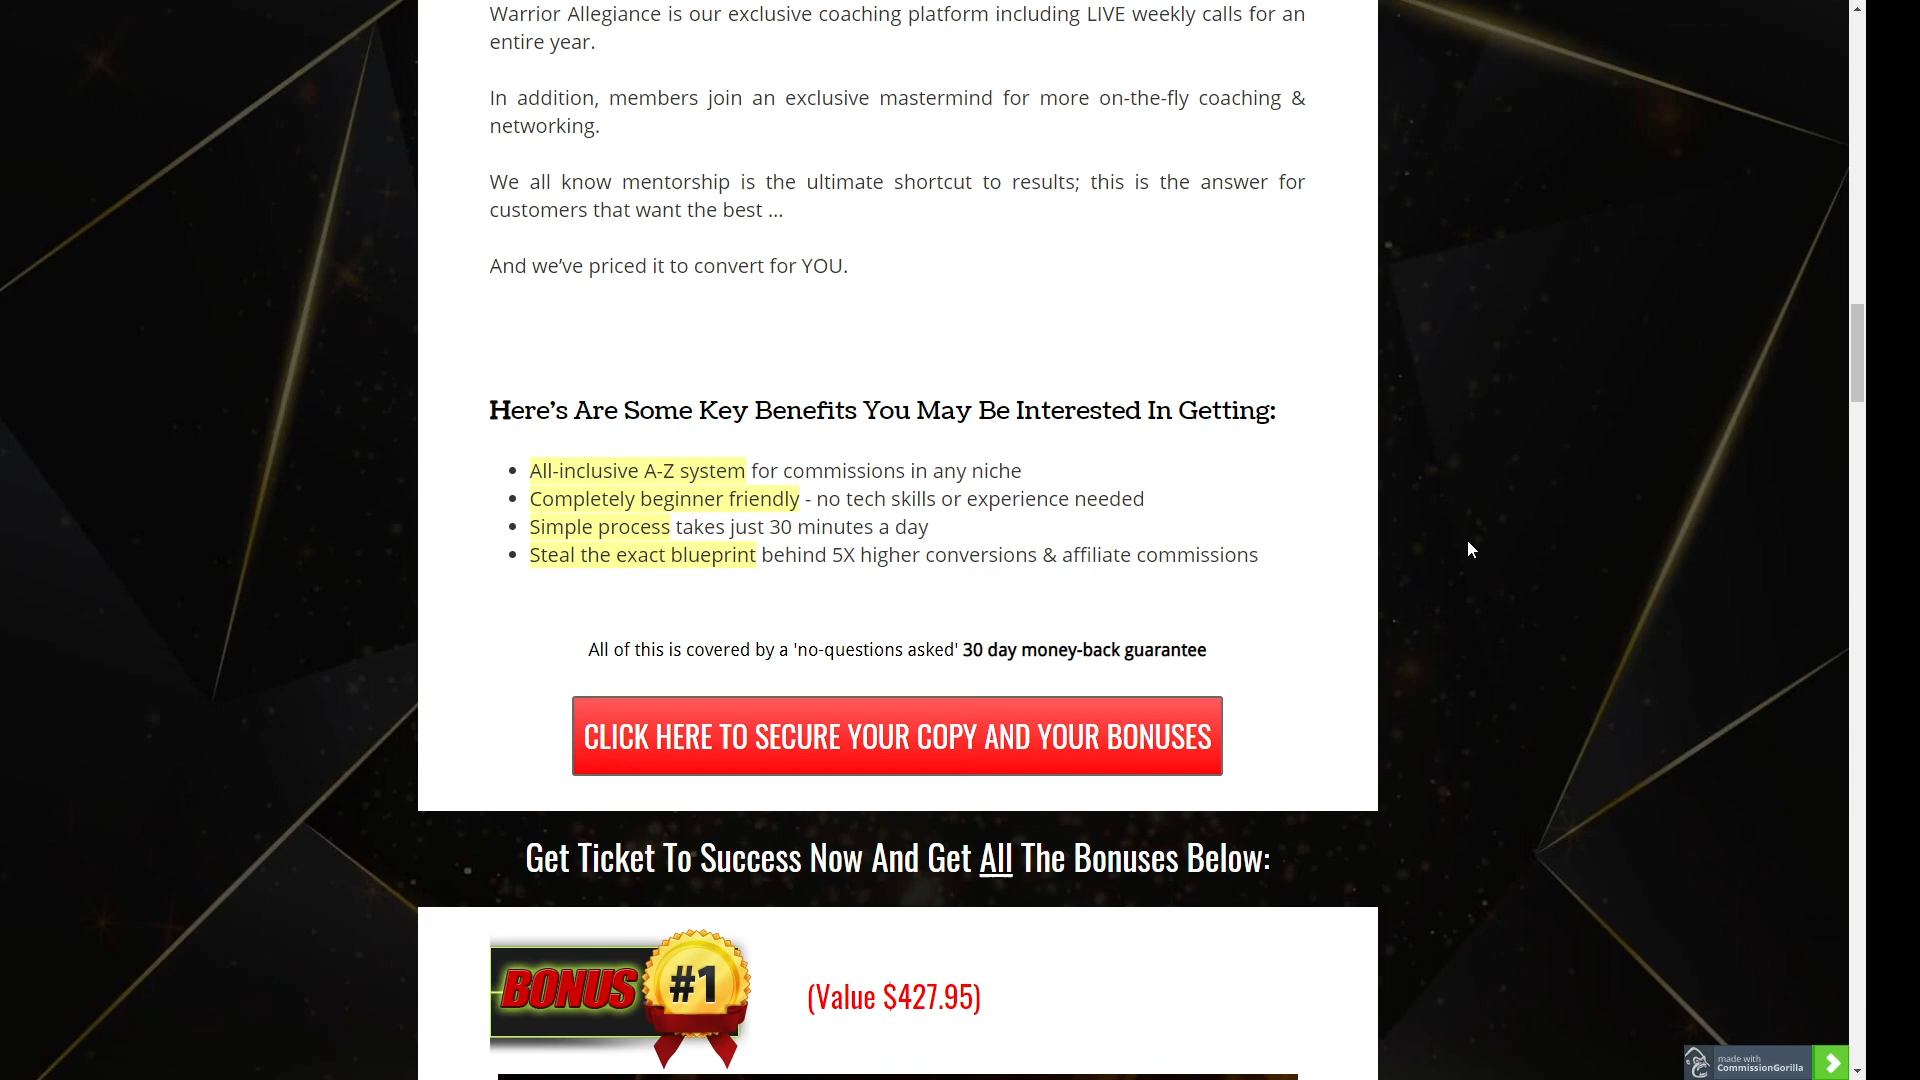 Warrior Allegiance is our exclusive coaching platform including LIVE weekly calls for an
entire year.
In addition, members join an exclusive mastermind for more on-the-fly coaching &
networking.
We all know mentorship is the ultimate shortcut to results; this is the answer for
customers that want the best ...
And we’ve priced it to convert for YOU.
Here’s Are Some Key Benefits You May Be Interested In Getting:
• All-inclusive A-Z system for commissions in any niche
• Completely beginner friendly - no tech skills or experience needed
• Simple process takes just 30 minutes a day
• Steal the exact blueprint behind 5X higher conversions & affiliate commissions
All of this is covered by a 'no-questions asked' 30 day money-back guarantee
CLICK HERE TO SECURE YOUR COPY AND YOUR BONUSES
Get Ticket To Success Now And Get All The Bonuses Below:
BONUS #1
(Value $427.95)
made with
CommissionGorilla